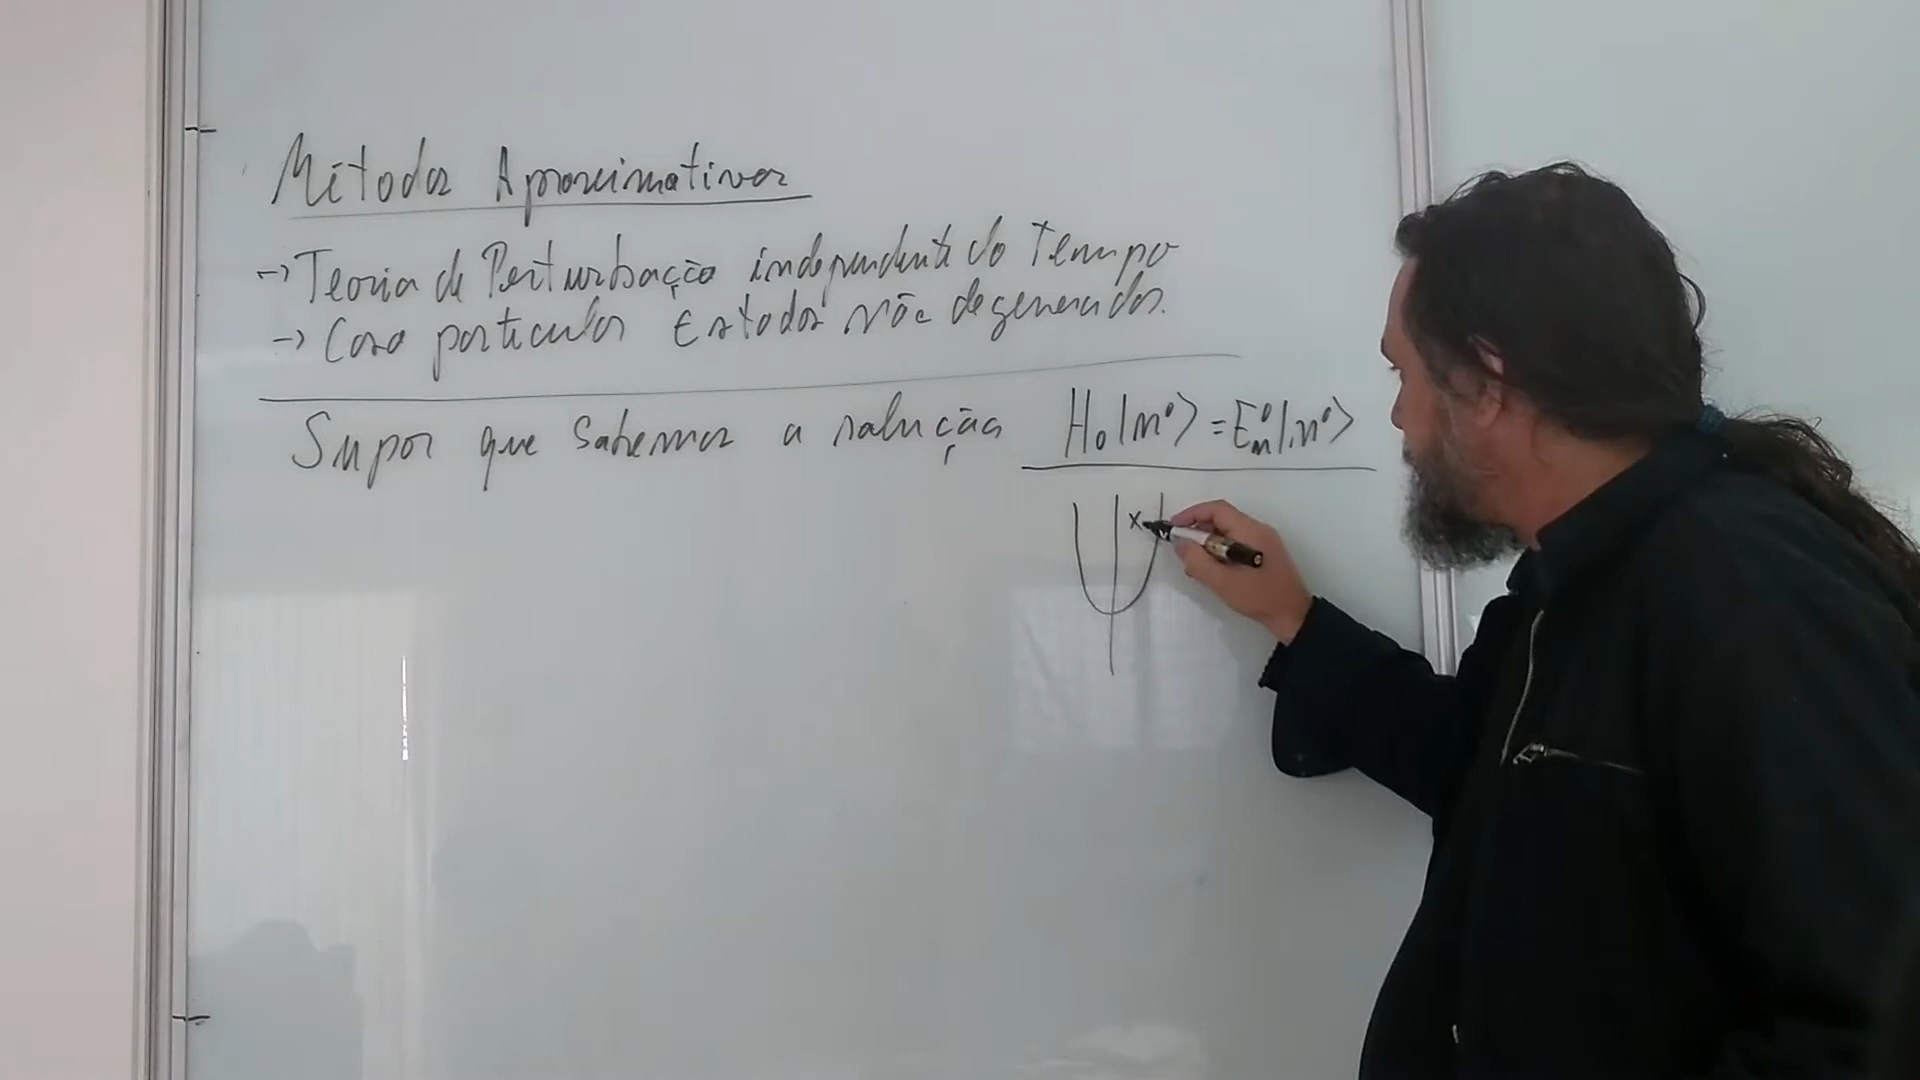 Métodos Aproximativos
→ Teoria de Perturbação independente do Tempo
→ Caso particular Estados não degenerados.
Supor que sabemos a solução H₀|n⁰> = Eₙ⁰|n⁰>
x